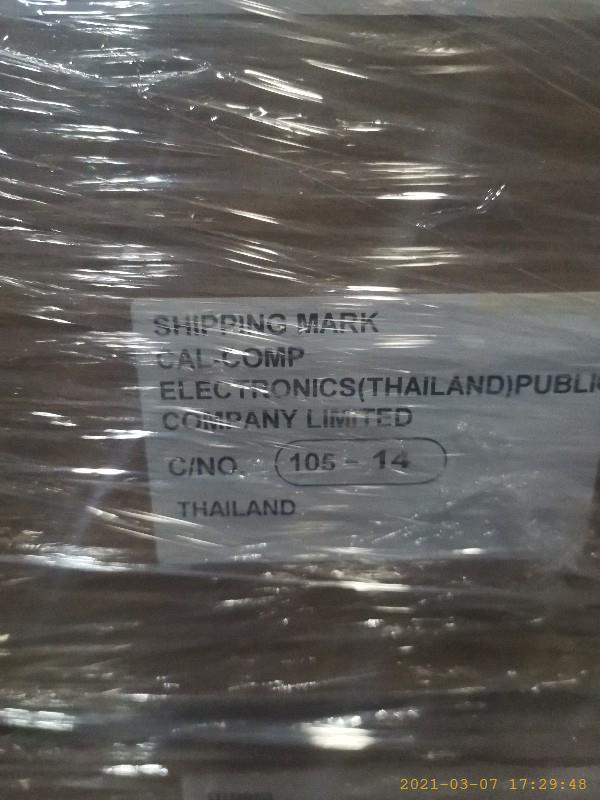 SHIPPING MARK
CAL-COMP
ELECTRONICS(THAILAND)PUBLI
COMPANY LIMITED
C/NO. 105 - 14
THAILAND
2021-03-07 17:29:48